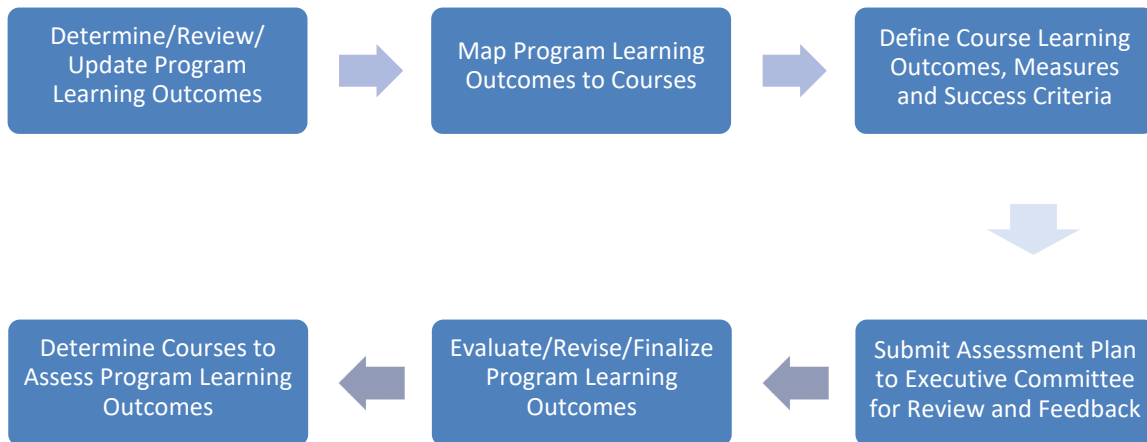 Determine/Review/
Update Program
Learning Outcomes
Map Program Learning
Outcomes to Courses
Define Course Learning
Outcomes, Measures
and Success Criteria
Submit Assessment Plan
to Executive Committee
for Review and Feedback
Evaluate/Revise/Finalize
Program Learning
Outcomes
Determine Courses to
Assess Program Learning
Outcomes